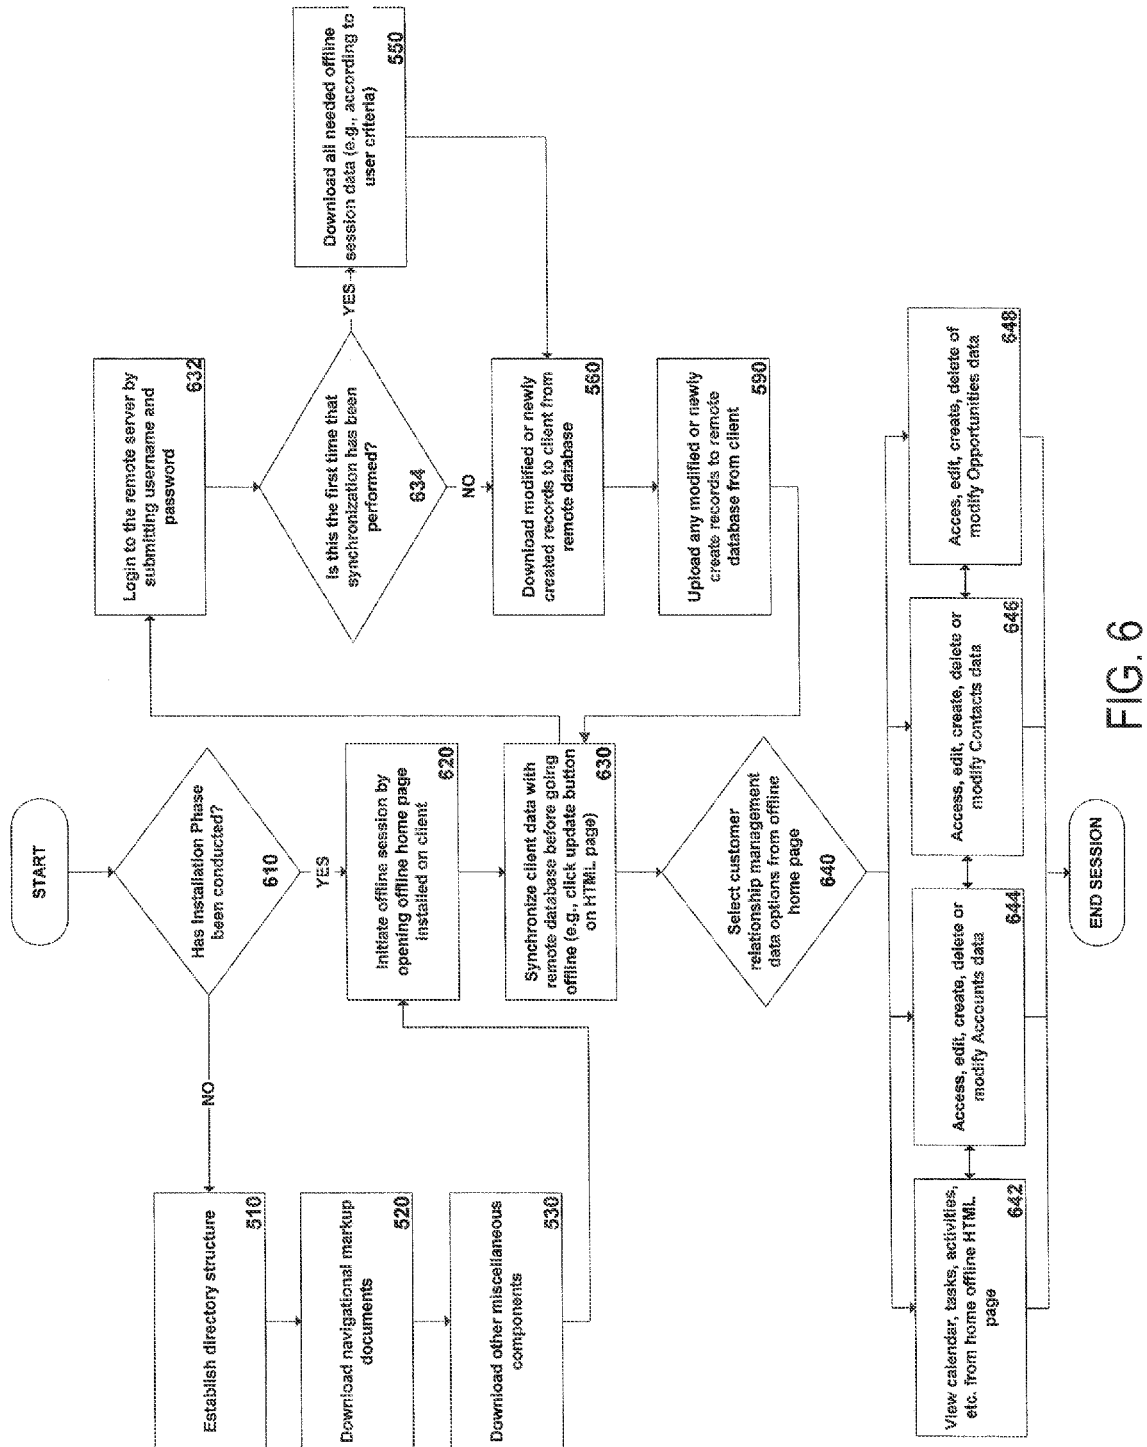 START
Has Installation Phase
been conducted?
610
NO
YES
Establish directory structure
510
Download navigational markup
documents
520
Download other miscellaneous
components
530
Initiate offline session by
opening offline home page
installed on client
620
Synchronize client data with
remote database before going
offline (e.g., click update button
on HTML page)
630
Login to the remote server by
submitting username and
password
632
Is this the first time that
synchronization has been
performed?
634
YES
NO
Download all needed offline
session data (e.g., according to
user criteria)
550
Download modified or newly
created records to client from
remote database
560
Upload any modified or newly
create records to remote
database from client
590
Select customer
relationship management
data options from offline
home page
640
View calendar, tasks, activities,
etc. from home offline HTML
page
642
Access, edit, create, delete or
modify Accounts data
644
Access, edit, create, delete or
modify Contacts data
646
Acces, edit, create, delete of
modify Opportunities data
648
END SESSION
FIG. 6